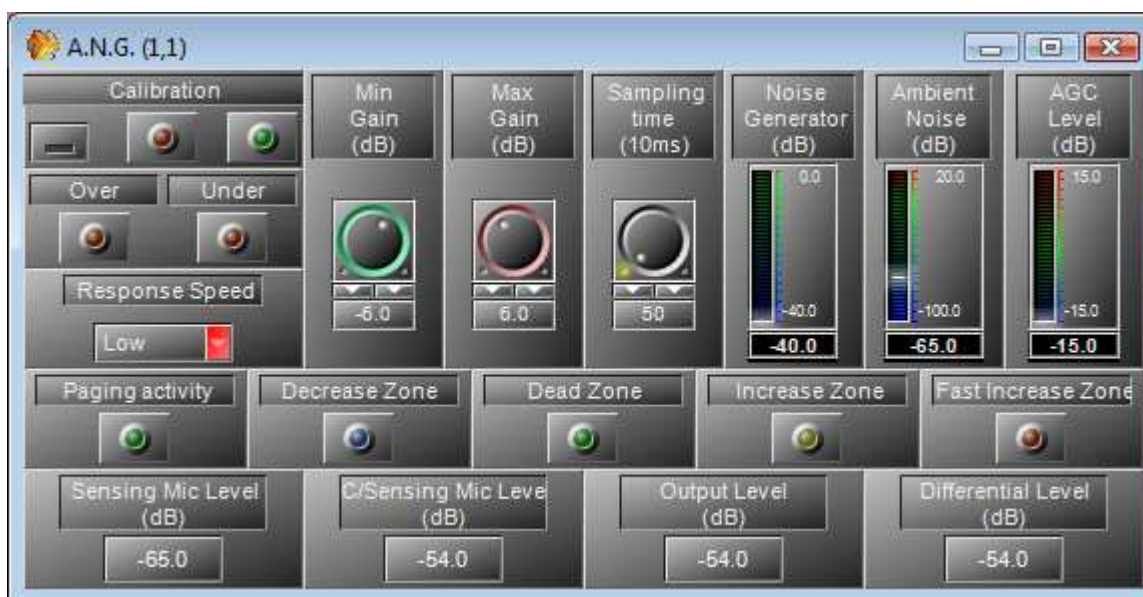 A.N.G. (1,1)
Calibration
Min
Gain
(dB)
Max
Gain
(dB)
Sampling
time
(10ms)
Noise
Generator
(dB)
Ambient
Noise
(dB)
AGC
Level
(dB)
Over
Under
0.0
20.0
15.0
Response Speed
Low
-40.0
-100.0
-15.0
-6.0
6.0
50
-40.0
-65.0
-15.0
Paging activity
Decrease Zone
Dead Zone
Increase Zone
Fast Increase Zone
Sensing Mic Level
(dB)
C/Sensing Mic Leve
(dB)
Output Level
(dB)
Differential Level
(dB)
-65.0
-54.0
-54.0
-54.0